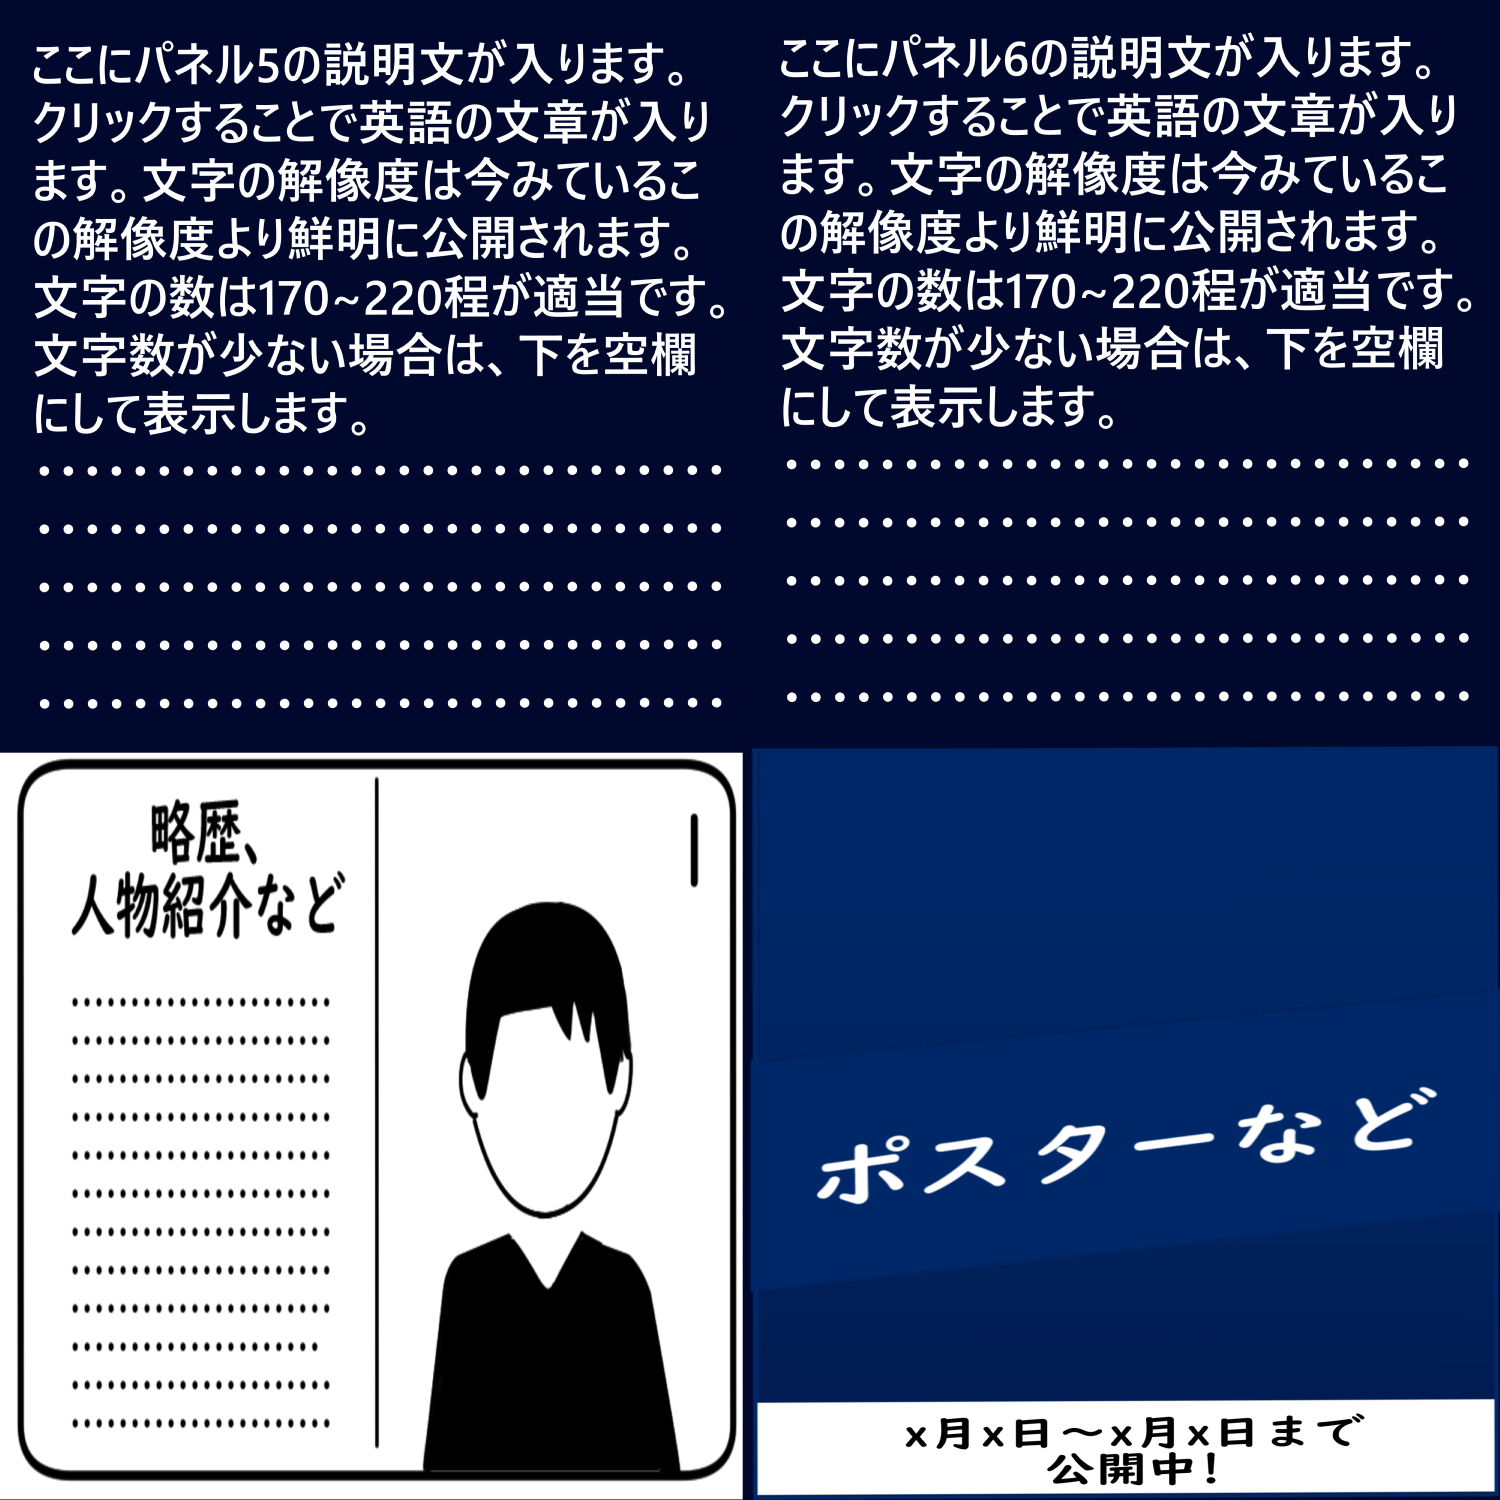 ここにパネル5の説明文が入ります。
クリックすることで英語の文章が入り
ます。文字の解像度は今みているこ
の解像度より鮮明に公開されます。
文字の数は170~220程が適当です。
文字数が少ない場合は、下を空欄
にして表示します。
・・・・・・・・・・・・・・・・・・・・・・・・・・・・・
・・・・・・・・・・・・・・・・・・・・・・・・・・・・・
・・・・・・・・・・・・・・・・・・・・・・・・・・・・・
・・・・・・・・・・・・・・・・・・・・・・・・・・・・・
・・・・・・・・・・・・・・・・・・・・・・・・・・・・・
ここにパネル6の説明文が入ります。
クリックすることで英語の文章が入り
ます。文字の解像度は今みているこ
の解像度より鮮明に公開されます。
文字の数は170~220程が適当です。
文字数が少ない場合は、下を空欄
にして表示します。
・・・・・・・・・・・・・・・・・・・・・・・・・・・・・
・・・・・・・・・・・・・・・・・・・・・・・・・・・・・
・・・・・・・・・・・・・・・・・・・・・・・・・・・・・
・・・・・・・・・・・・・・・・・・・・・・・・・・・・・
・・・・・・・・・・・・・・・・・・・・・・・・・・・・・
略歴、
人物紹介など
・・・・・・・・・・・・・・・・・・・・・・
・・・・・・・・・・・・・・・・・・・・・・
・・・・・・・・・・・・・・・・・・・・・・
・・・・・・・・・・・・・・・・・・・・・・
・・・・・・・・・・・・・・・・・・・・・・
・・・・・・・・・・・・・・・・・・・・・・
・・・・・・・・・・・・・・・・・・・・・・
・・・・・・・・・・・・・・・・・・・・・・
・・・・・・・・・・・・・・・・・・・・・・
・・・・・・・・・・・・・・・・・・・・・
・・・・・・・・・・・・・・・・・・・・・・
・・・・・・・・・・・・・・・・・・・・・・
ー
ポスターなど
x月x日～x月x日まで
公開中!